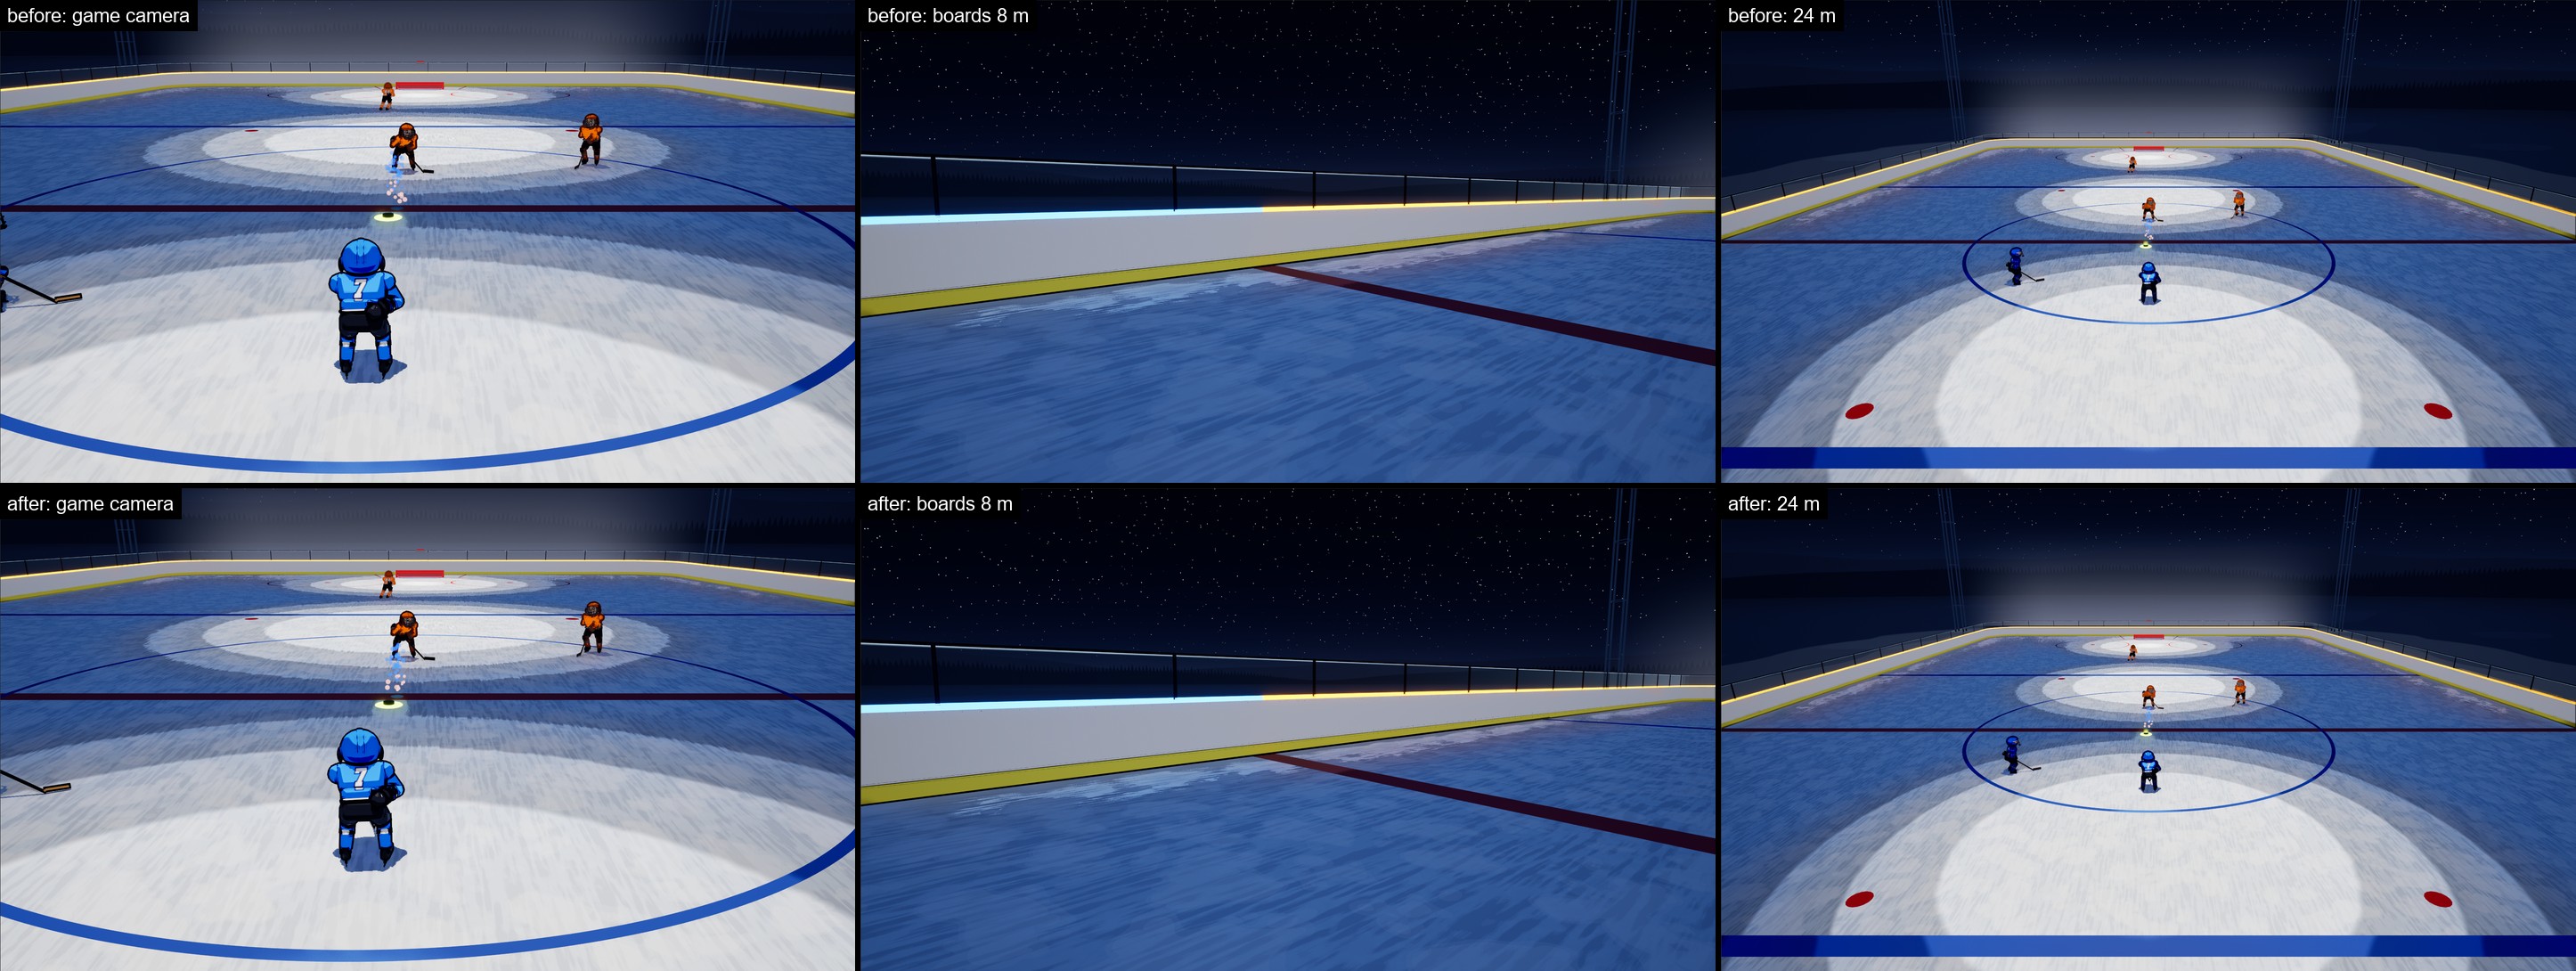 before: game camera
before: boards 8 m
before: 24 m
7
after: game camera
after: boards 8 m
after: 24 m
7